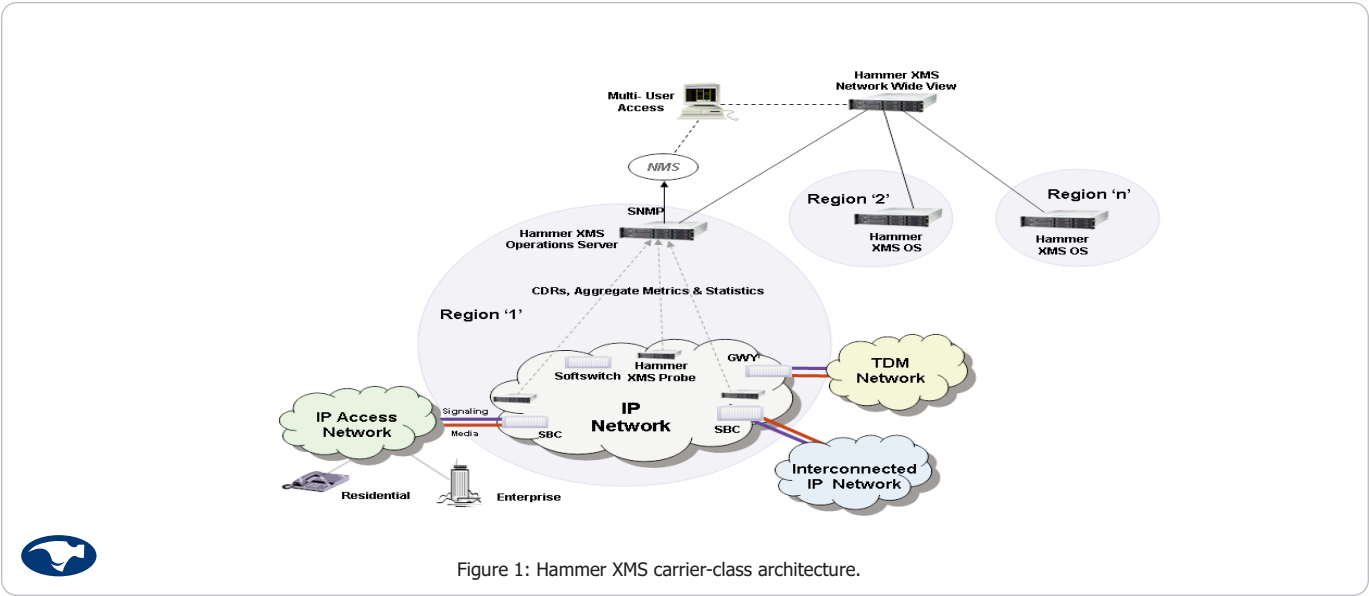 Hammer XMS
Network Wide View
Multi- User
Access
NMS
Region ‘2’
Region ‘n’
SNMP
Hammer XMS
Operations Server
Hammer
XMS OS
Hammer
XMS OS
CDRs, Aggregate Metrics & Statistics
Region ‘1’
GWY
Softswitch
Hammer
XMS Probe
TDM
Network
IP Access
Network
Signaling
Media
SBC
IP
Network
SBC
Interconnected
IP Network
Residential
Enterprise
Figure 1: Hammer XMS carrier-class architecture.